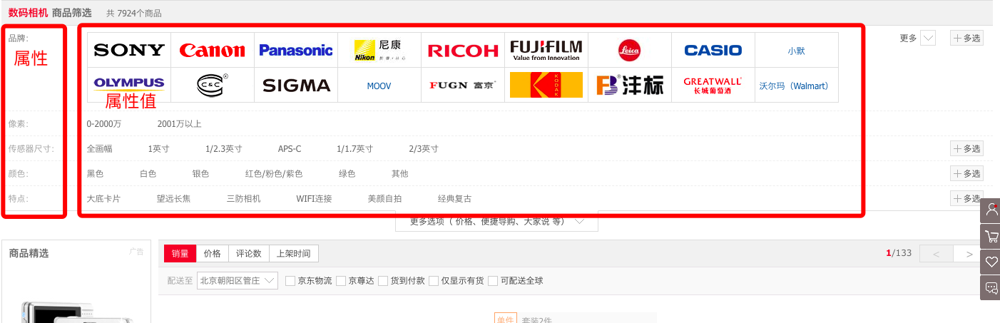 数码相机 商品筛选 共 7924个商品
品牌: 更多 多选
属性
SONY Canon Panasonic Nikon 尼康 影像·从心 RICOH FUJIFILM Value from Innovation Leica CASIO 小默
OLYMPUS C&C® SIGMA MOOV FUGN 富京 KODAK FB 沣标 GREATWALL 长城葡萄酒 沃尔玛（Walmart）
属性值
像素: 0-2000万 2001万以上
传感器尺寸: 全画幅 1英寸 1/2.3英寸 APS-C 1/1.7英寸 2/3英寸 多选
颜色: 黑色 白色 银色 红色/粉色/紫色 绿色 其他 多选
特点: 大底卡片 望远长焦 三防相机 WIFI连接 美颜自拍 经典复古 多选
更多选项（ 价格、便捷导购、大家说 等）
商品精选 广告
销量 价格 评论数 上架时间 1/133 < >
配送至 北京朝阳区管庄 京东物流 京尊达 货到付款 仅显示有货 可配送全球
单件 套装2件